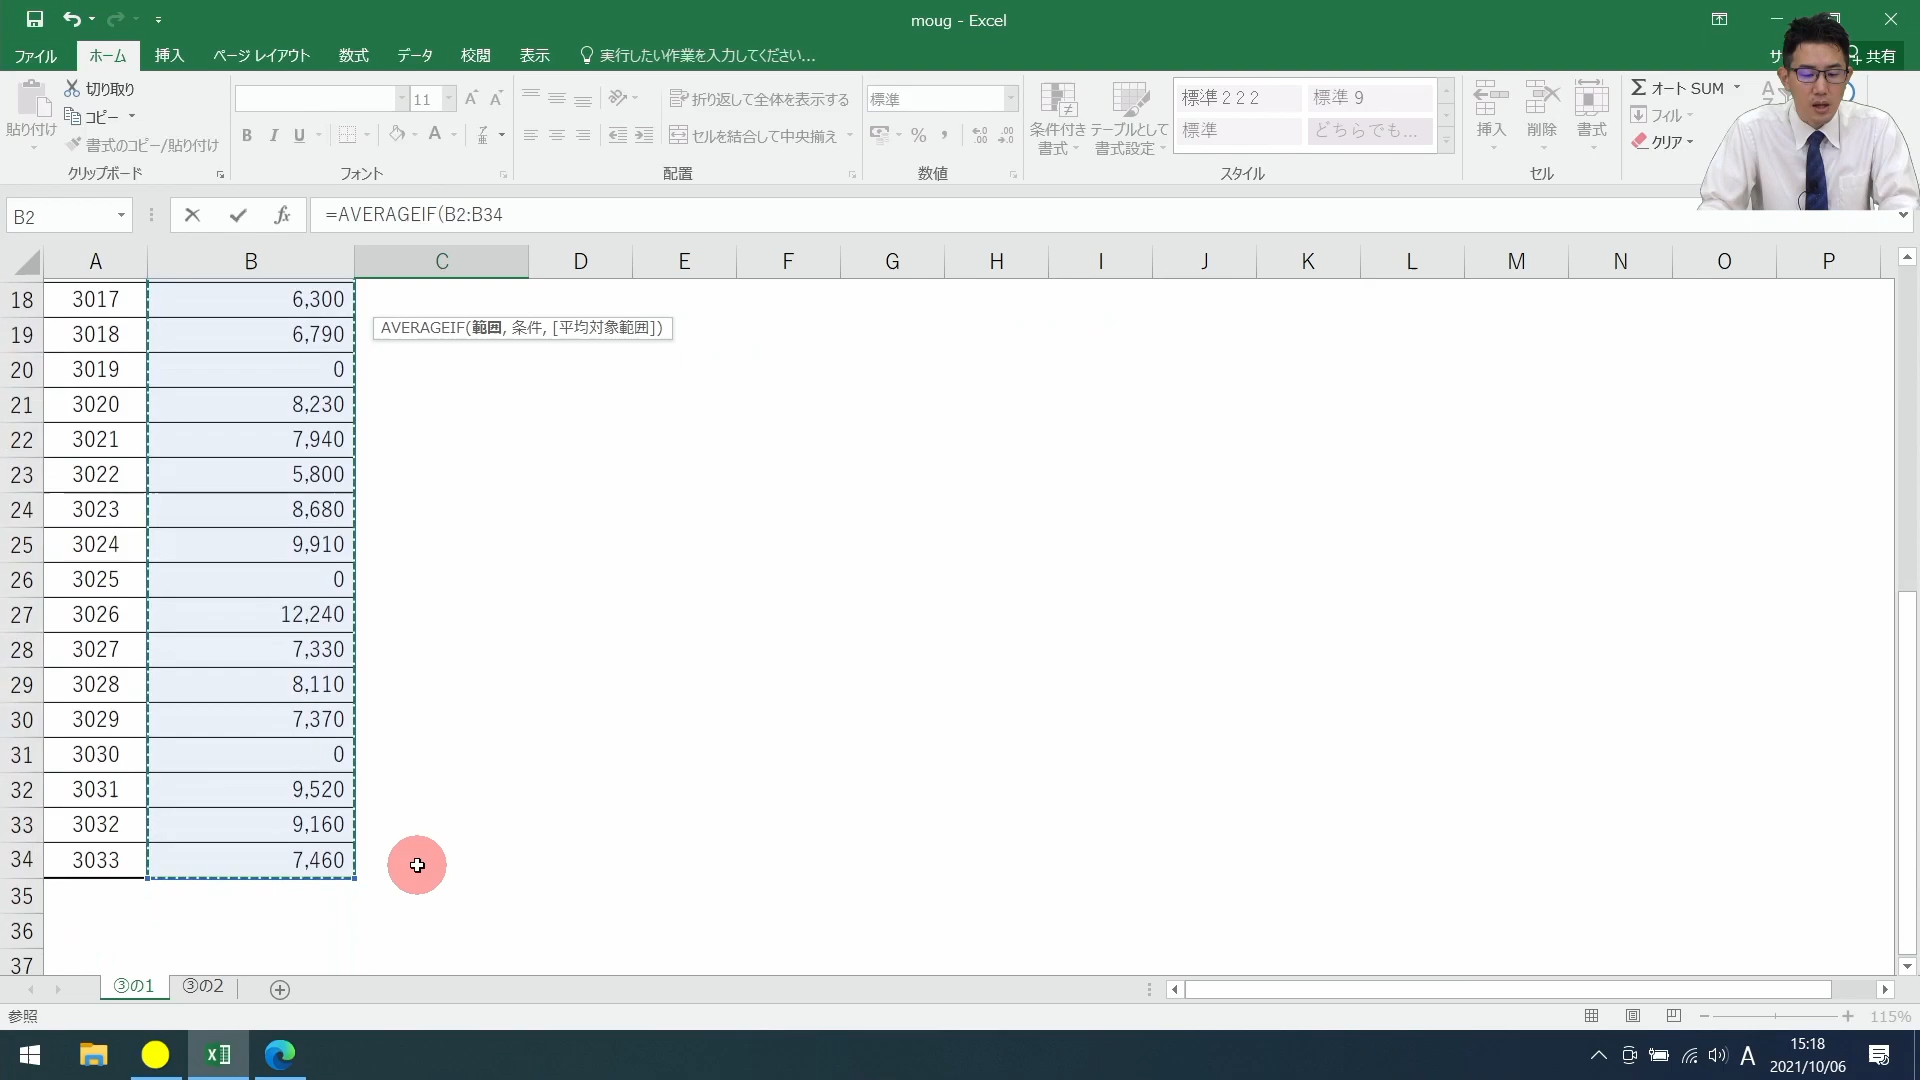 moug - Excel
ファイル ホーム 挿入 ページ レイアウト 数式 データ 校閲 表示 実行したい作業を入力してください... 共有
切り取り
コピー
書式のコピー/貼り付け
貼り付け
クリップボード
11
B I U
フォント
折り返して全体を表示する
セルを結合して中央揃え
配置
標準
%
数値
条件付き書式
テーブルとして書式設定
標準 2 2 2 標準 9
標準 どちらでも...
スタイル
挿入 削除 書式
セル
オート SUM
フィル
クリア
B2 fx =AVERAGEIF(B2:B34
A B C D E F G H I J K L M N O P
18 3017 6,300
AVERAGEIF(範囲, 条件, [平均対象範囲])
19 3018 6,790
20 3019 0
21 3020 8,230
22 3021 7,940
23 3022 5,800
24 3023 8,680
25 3024 9,910
26 3025 0
27 3026 12,240
28 3027 7,330
29 3028 8,110
30 3029 7,370
31 3030 0
32 3031 9,520
33 3032 9,160
34 3033 7,460
35
36
37
③の1 ③の2
参照 115%
A 15:18
2021/10/06